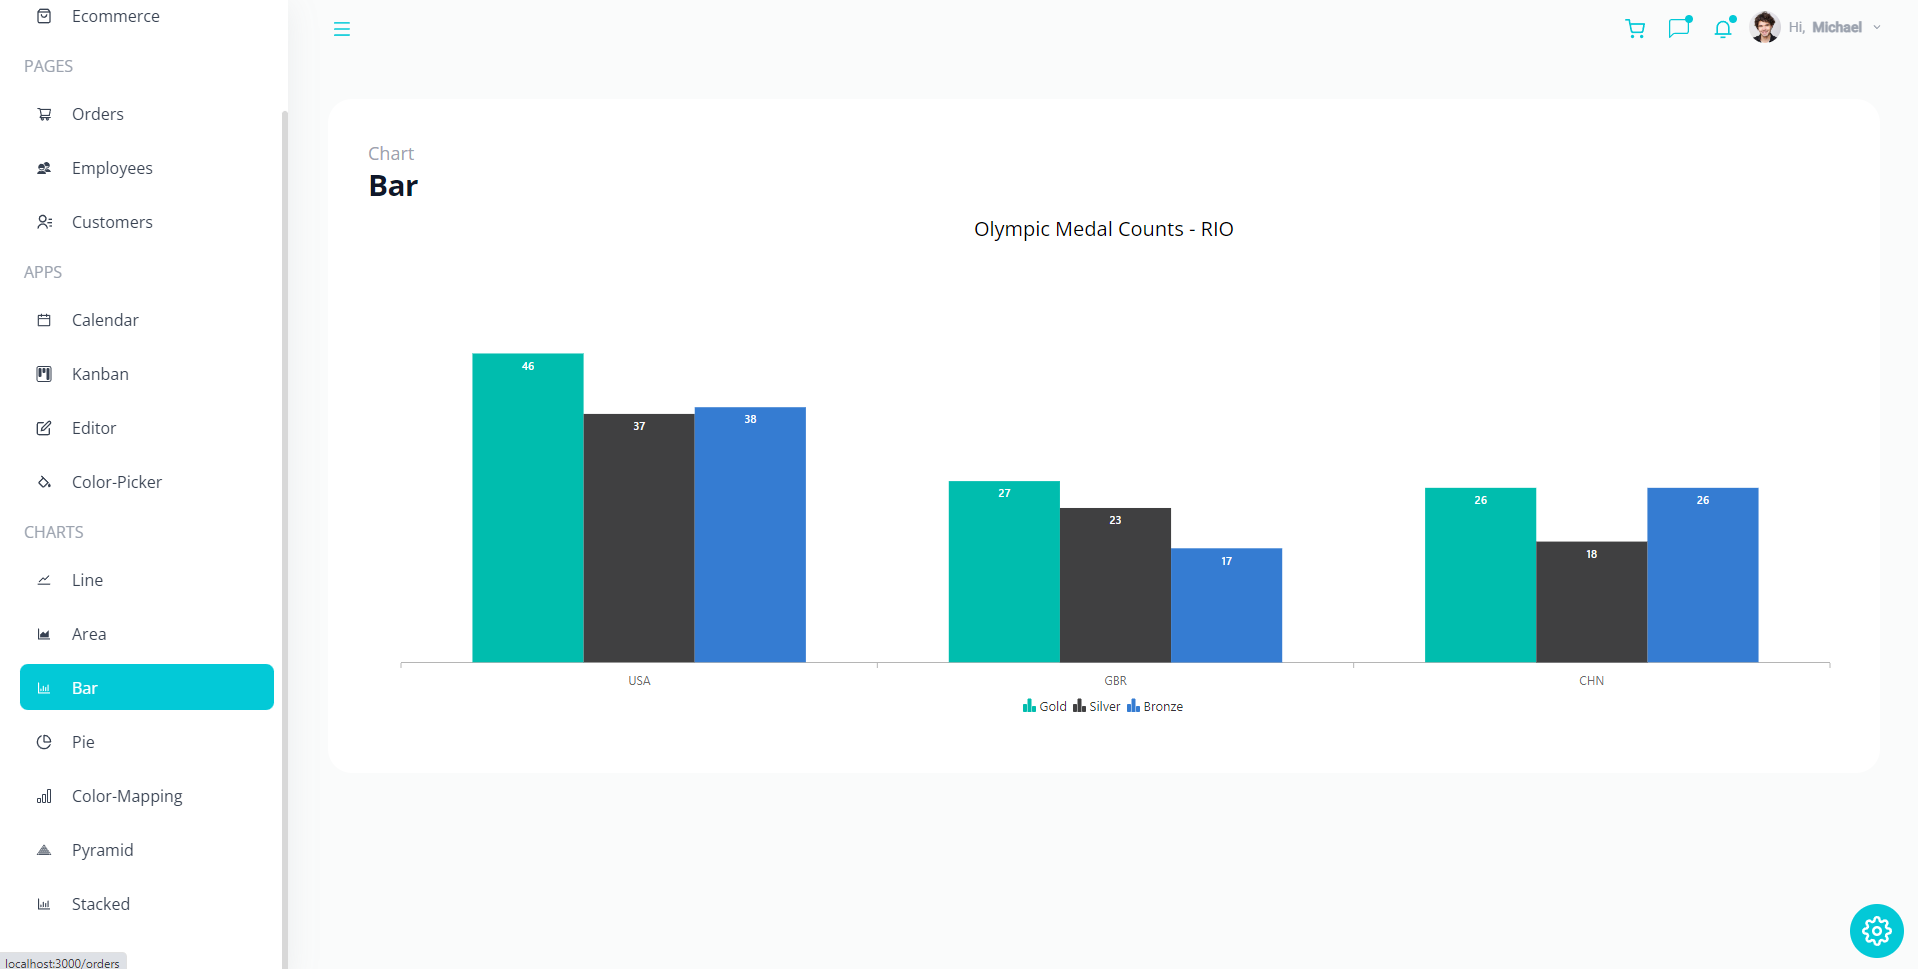 Ecommerce
PAGES
Orders
Employees
Customers
APPS
Calendar
Kanban
Editor
Color-Picker
CHARTS
Line
Area
Bar
Pie
Color-Mapping
Pyramid
Stacked
localhost:3000/orders
Hi, Michael
Chart
Bar
Olympic Medal Counts - RIO
46
37
38
27
23
17
26
18
26
USA
GBR
CHN
Gold Silver Bronze